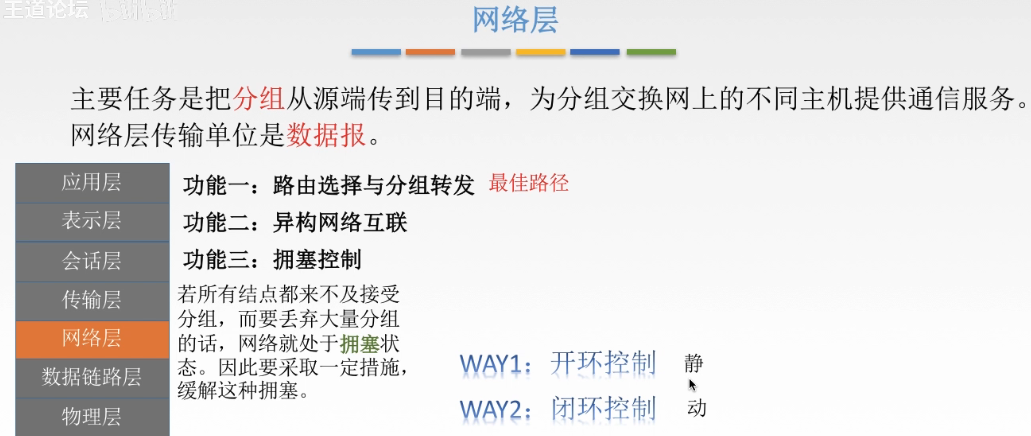 王道论坛
网络层
主要任务是把分组从源端传到目的端，为分组交换网上的不同主机提供通信服务。
网络层传输单位是数据报。
应用层
表示层
会话层
传输层
网络层
数据链路层
物理层
功能一：路由选择与分组转发 最佳路径
功能二：异构网络互联
功能三：拥塞控制
若所有结点都来不及接受
分组，而要丢弃大量分组
的话，网络就处于拥塞状
态。因此要采取一定措施，
缓解这种拥塞。
WAY1：开环控制 静
WAY2：闭环控制 动